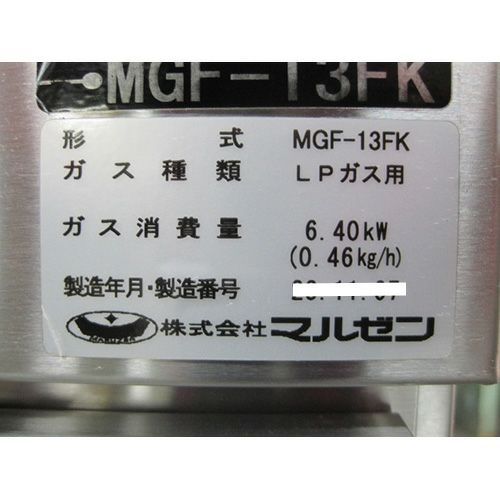 MGF-13FK
形式 MGF-13FK
ガス種類 LPガス用
ガス消費量 6.40kW
(0.46kg/h)
製造年月・製造番号
MARUZEN 株式会社 マルゼン